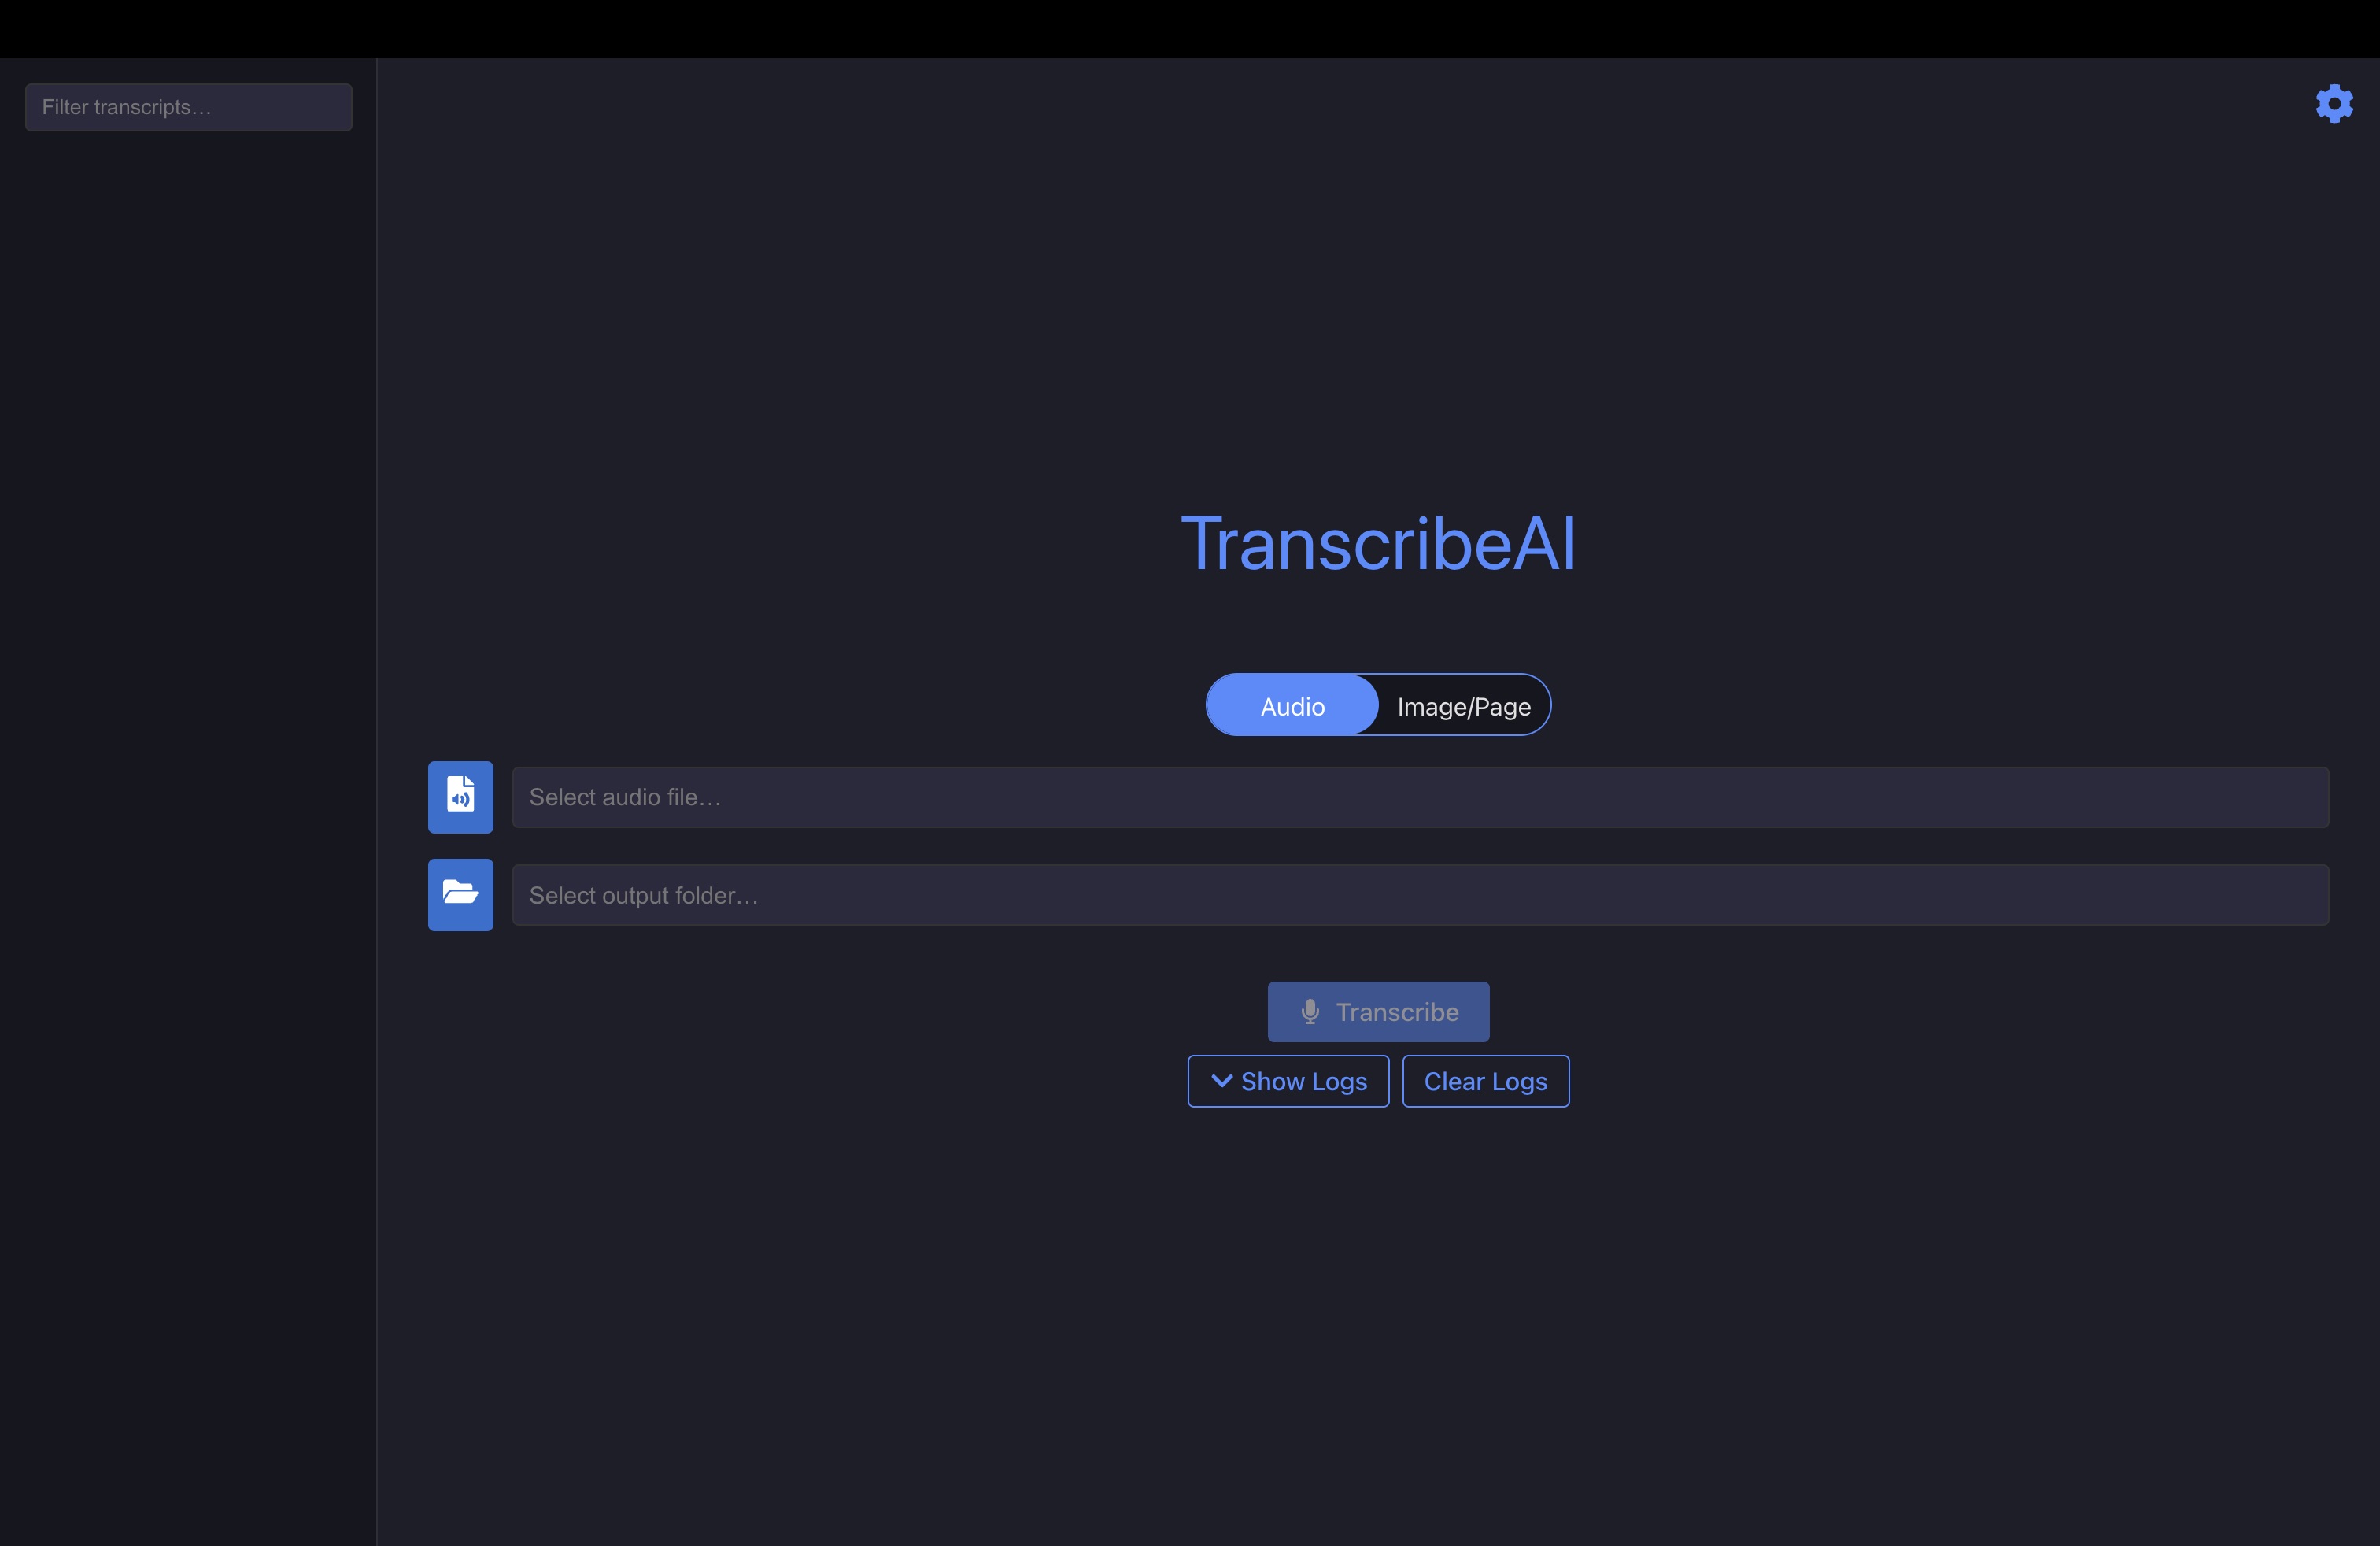 Filter transcripts...
TranscribeAI
Audio
Image/Page
Select audio file...
Select output folder...
Transcribe
Show Logs
Clear Logs